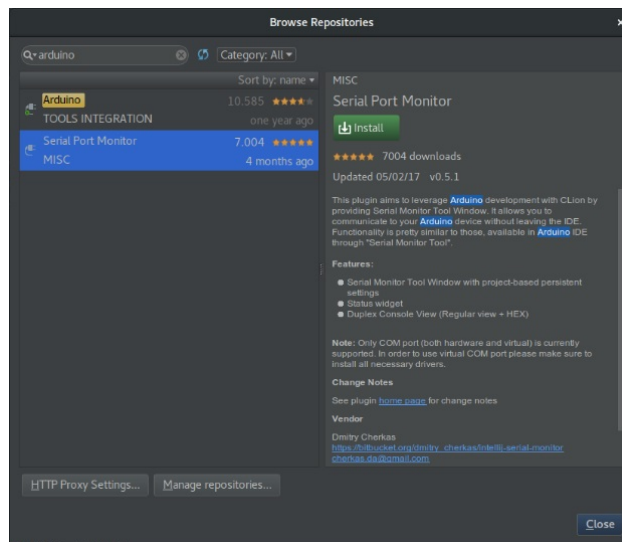 Browse Repositories
arduino
Category: All
Sort by: name
Arduino 10.585
TOOLS INTEGRATION one year ago
Serial Port Monitor 7.004
MISC 4 months ago
MISC
Serial Port Monitor
Install
7004 downloads
Updated 05/02/17 v0.5.1
This plugin aims to leverage Arduino development with CLion by
providing Serial Monitor Tool Window. It allows you to
communicate to your Arduino device without leaving the IDE.
Functionality is pretty similar to those, available in Arduino IDE
through "Serial Monitor Tool".
Features:
Serial Monitor Tool Window with project-based persistent
settings
Status widget
Duplex Console View (Regular view + HEX)
Note: Only COM port (both hardware and virtual) is currently
supported. In order to use virtual COM port please make sure to
install all necessary drivers.
Change Notes
See plugin home page for change notes
Vendor
Dmitry Cherkas
https://bitbucket.org/dmitry_cherkas/intellij-serial-monitor
cherkas.da@gmail.com
HTTP Proxy Settings...
Manage repositories...
Close